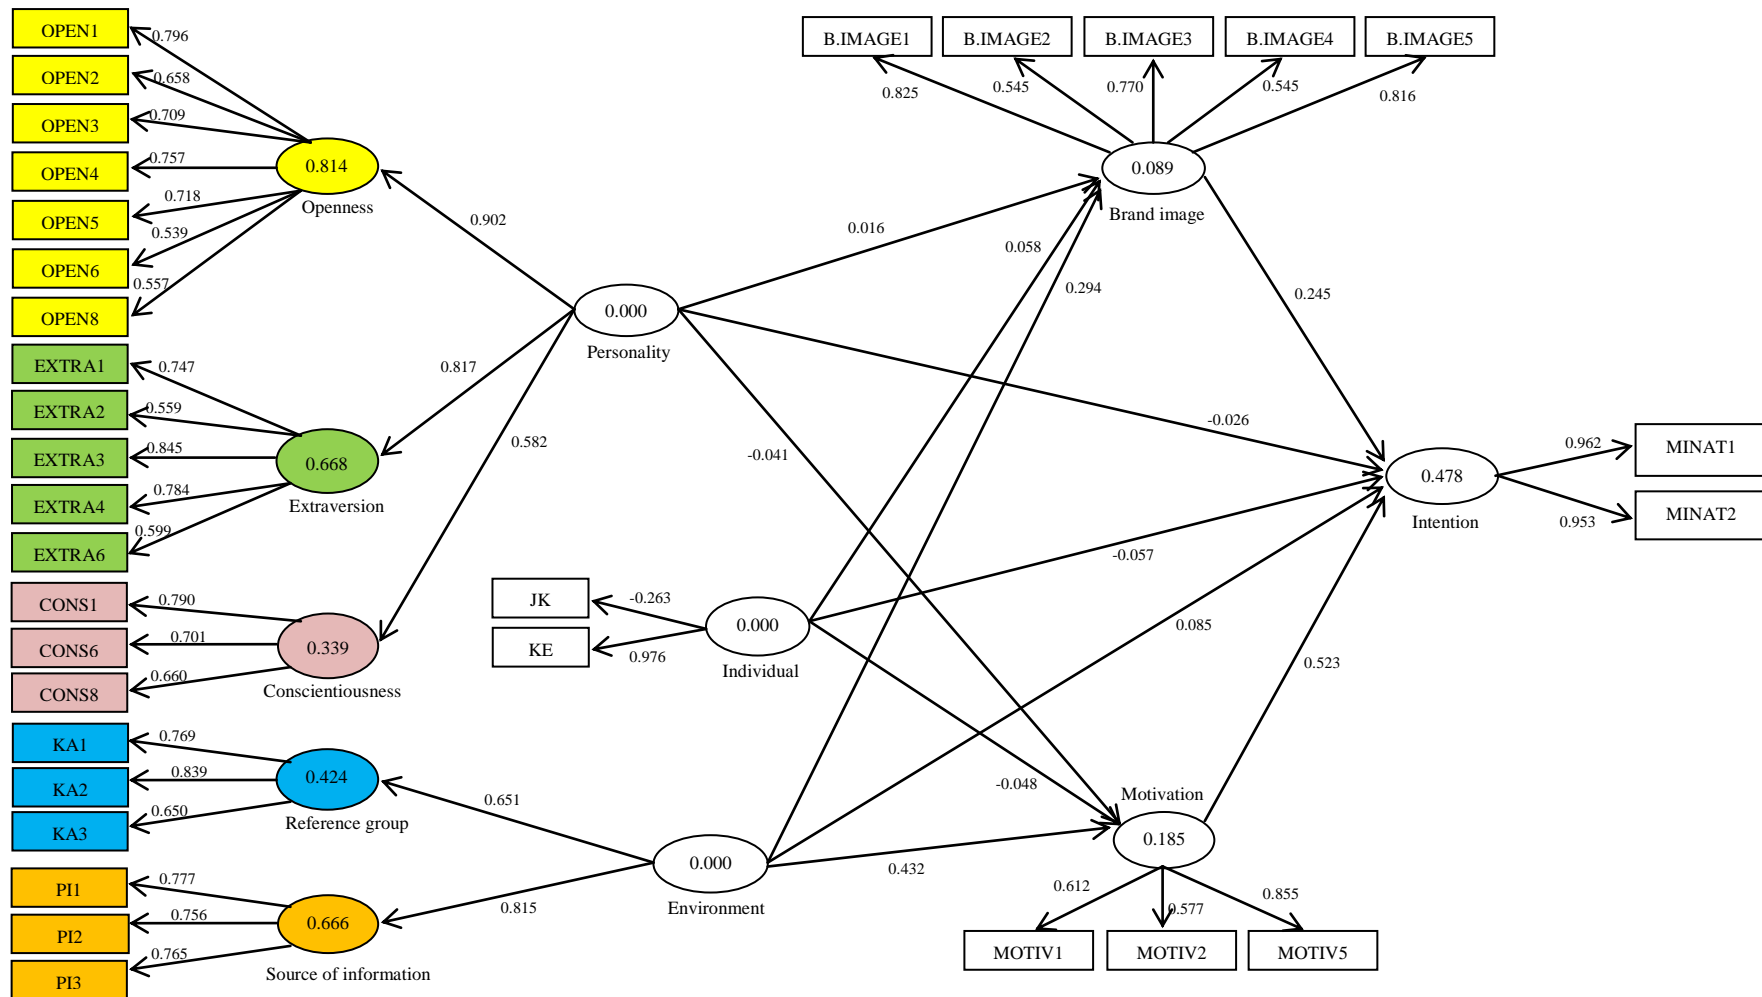 OPEN1
0.796
OPEN2
0.658
OPEN3
0.709
OPEN4
0.757
OPEN5
0.718
OPEN6
0.539
OPEN8
0.557
0.814
Openness
EXTRA1
0.747
EXTRA2
0.559
EXTRA3
0.845
EXTRA4
0.784
EXTRA6
0.599
0.668
Extraversion
CONS1
0.790
CONS6
0.701
CONS8
0.660
0.339
Conscientiousness
KA1
0.769
KA2
0.839
KA3
0.650
0.424
Reference group
PI1
0.777
PI2
0.756
PI3
0.765
0.666
Source of information
0.902
0.817
0.582
0.000
Personality
0.016
-0.026
-0.041
JK
-0.263
KE
0.976
0.000
Individual
0.058
-0.057
-0.048
0.651
0.815
0.000
Environment
0.294
0.085
0.432
B.IMAGE1
B.IMAGE2
B.IMAGE3
B.IMAGE4
B.IMAGE5
0.825
0.545
0.770
0.545
0.816
0.089
Brand image
0.245
Motivation
0.185
0.523
0.612
0.577
0.855
MOTIV1
MOTIV2
MOTIV5
0.478
Intention
0.962
MINAT1
0.953
MINAT2